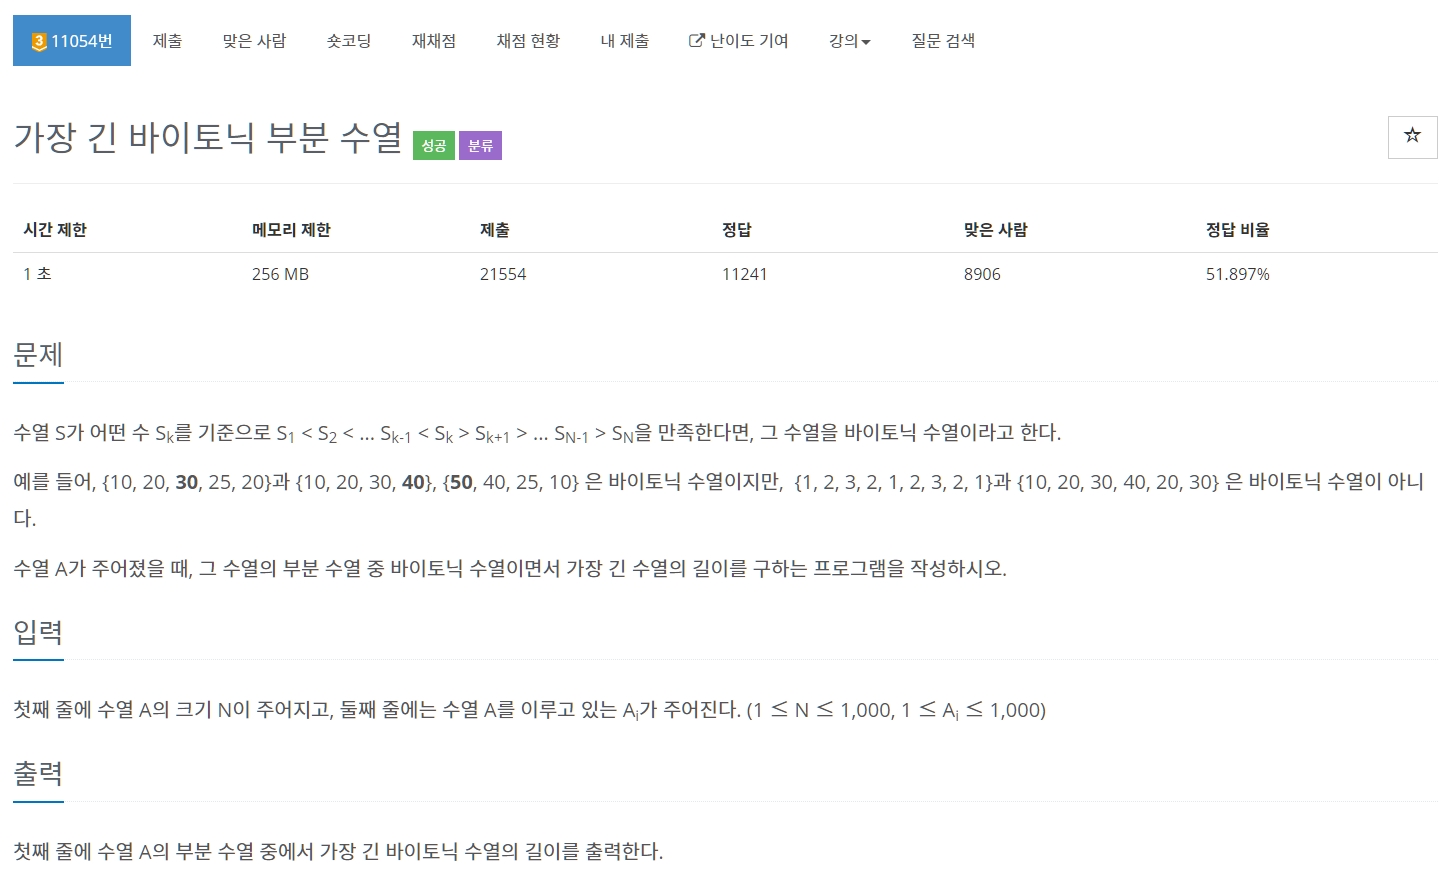 3 11054번 제출 맞은 사람 숏코딩 재채점 채점 현황 내 제출 난이도 기여 강의 질문 검색
가장 긴 바이토닉 부분 수열 성공 분류
시간 제한 메모리 제한 제출 정답 맞은 사람 정답 비율
1 초 256 MB 21554 11241 8906 51.897%
문제
수열 S가 어떤 수 Sk를 기준으로 S1 < S2 < ... Sk-1 < Sk > Sk+1 > ... SN-1 > SN을 만족한다면, 그 수열을 바이토닉 수열이라고 한다.
예를 들어, {10, 20, 30, 25, 20}과 {10, 20, 30, 40}, {50, 40, 25, 10} 은 바이토닉 수열이지만, {1, 2, 3, 2, 1, 2, 3, 2, 1}과 {10, 20, 30, 40, 20, 30} 은 바이토닉 수열이 아니
다.
수열 A가 주어졌을 때, 그 수열의 부분 수열 중 바이토닉 수열이면서 가장 긴 수열의 길이를 구하는 프로그램을 작성하시오.
입력
첫째 줄에 수열 A의 크기 N이 주어지고, 둘째 줄에는 수열 A를 이루고 있는 Ai가 주어진다. (1 ≤ N ≤ 1,000, 1 ≤ Ai ≤ 1,000)
출력
첫째 줄에 수열 A의 부분 수열 중에서 가장 긴 바이토닉 수열의 길이를 출력한다.